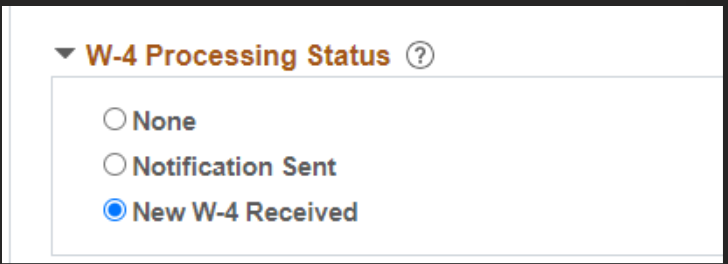 W-4 Processing Status ?
None
Notification Sent
New W-4 Received